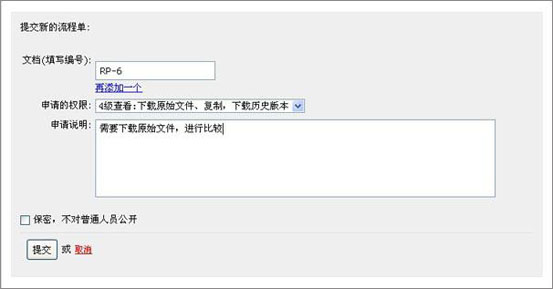 提交新的流程单:
文档(填写编号):
RP-6
再添加一个
申请的权限: 4级查看:下载原始文件、复制，下载历史版本
申请说明: 需要下载原始文件，进行比较
保密，不对普通人员公开
提交 或 取消